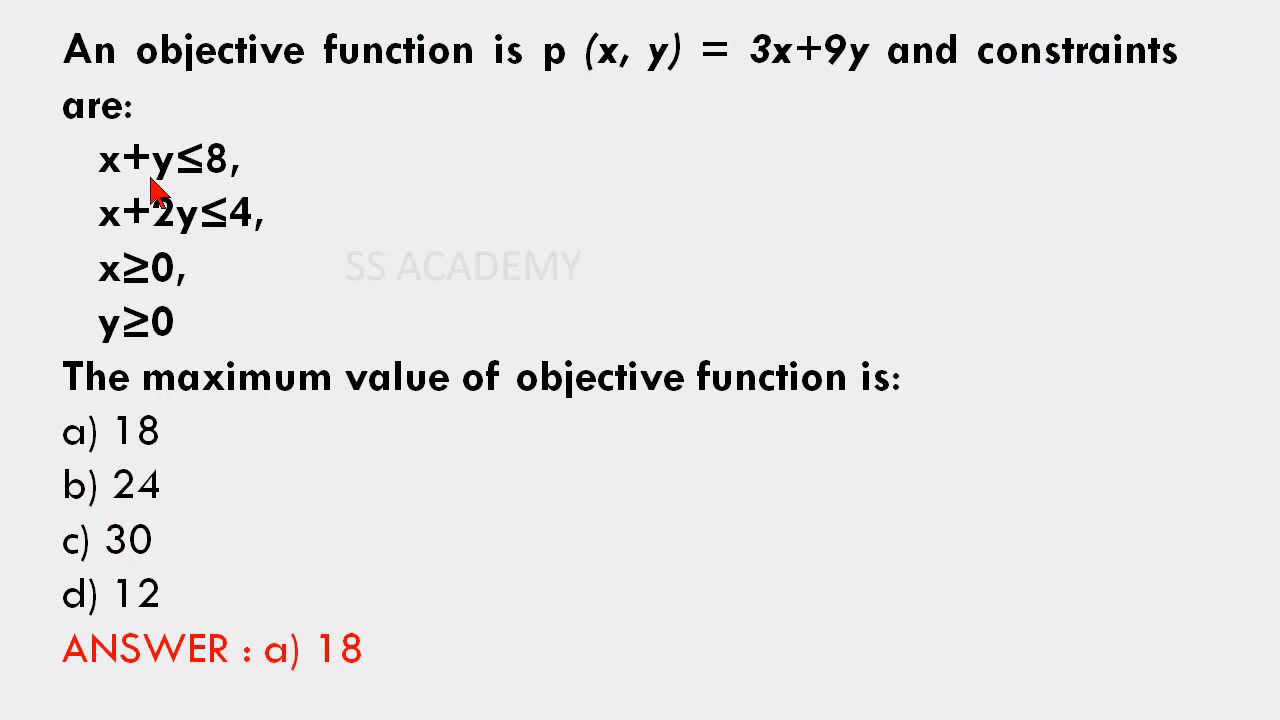 An objective function is p (x, y) = 3x+9y and constraints
are:
x+y≤8,
x+2y≤4,
x≥0,
SS ACADEMY
y≥0
The maximum value of objective function is:
a) 18
b) 24
c) 30
d) 12
ANSWER : a) 18